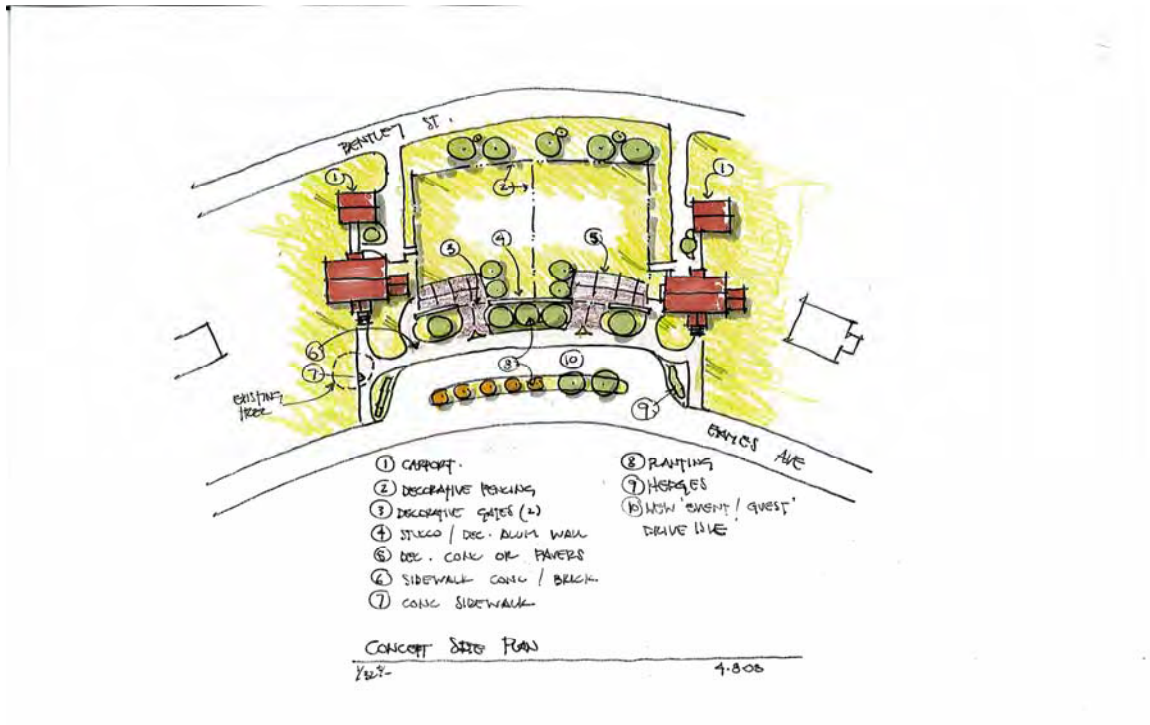 BENTLEY ST.
1
1
2
3
4
5
6
7
8
10
9
EXISTING
TREE
① CARPORT.
② DECORATIVE FENCING
③ DECORATIVE GATES (2)
④ STUCCO / DEC. ALUM WALL
⑤ DEC. CONC OR PAVERS
⑥ SIDEWALK CONC / BRICK
⑦ CONC SIDEWALK
⑧ PLANTING
⑨ HEDGES
⑩ NEW 'EVENT / GUEST'
DRIVE ISLE
AVE
CONCEPT SITE PLAN
4.8.08